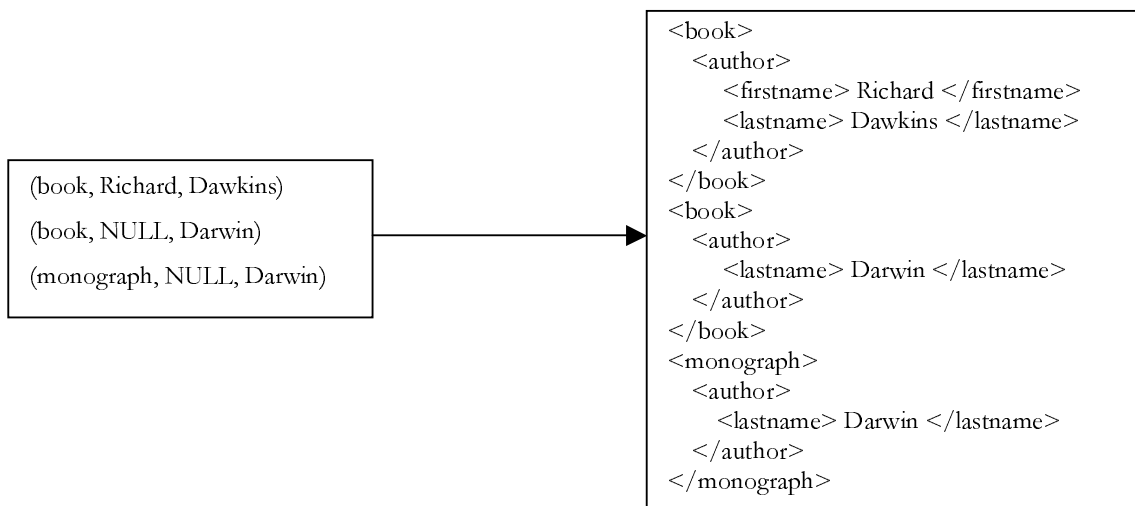 (book, Richard, Dawkins)
(book, NULL, Darwin)
(monograph, NULL, Darwin)
<book>
<author>
<firstname> Richard </firstname>
<lastname> Dawkins </lastname>
</author>
</book>
<book>
<author>
<lastname> Darwin </lastname>
</author>
</book>
<monograph>
<author>
<lastname> Darwin </lastname>
</author>
</monograph>